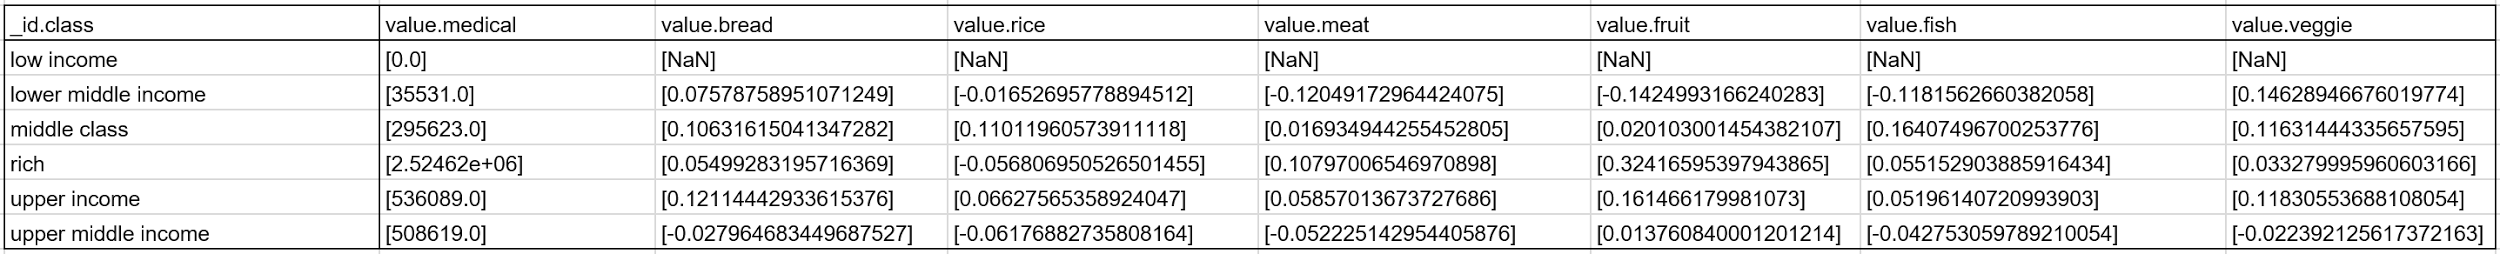 _id.class value.medical value.bread value.rice value.meat value.fruit value.fish value.veggie
low income [0.0] [NaN] [NaN] [NaN] [NaN] [NaN] [NaN]
lower middle income [35531.0] [0.07578758951071249] [-0.01652695778894512] [-0.12049172964424075] [-0.1424993166240283] [-0.1181562660382058] [0.14628946676019774]
middle class [295623.0] [0.10631615041347282] [0.11011960573911118] [0.016934944255452805] [0.020103001454382107] [0.16407496700253776] [0.11631444335657595]
rich [2.52462e+06] [0.05499283195716369] [-0.056806950526501455] [0.10797006546970898] [0.32416595397943865] [0.055152903885916434] [0.033279995960603166]
upper income [536089.0] [0.12114442933615376] [0.06627565358924047] [0.05857013673727686] [0.161466179981073] [0.05196140720993903] [0.11830553688108054]
upper middle income [508619.0] [-0.027964683449687527] [-0.06176882735808164] [-0.052225142954405876] [0.013760840001201214] [-0.042753059789210054] [-0.022392125617372163]